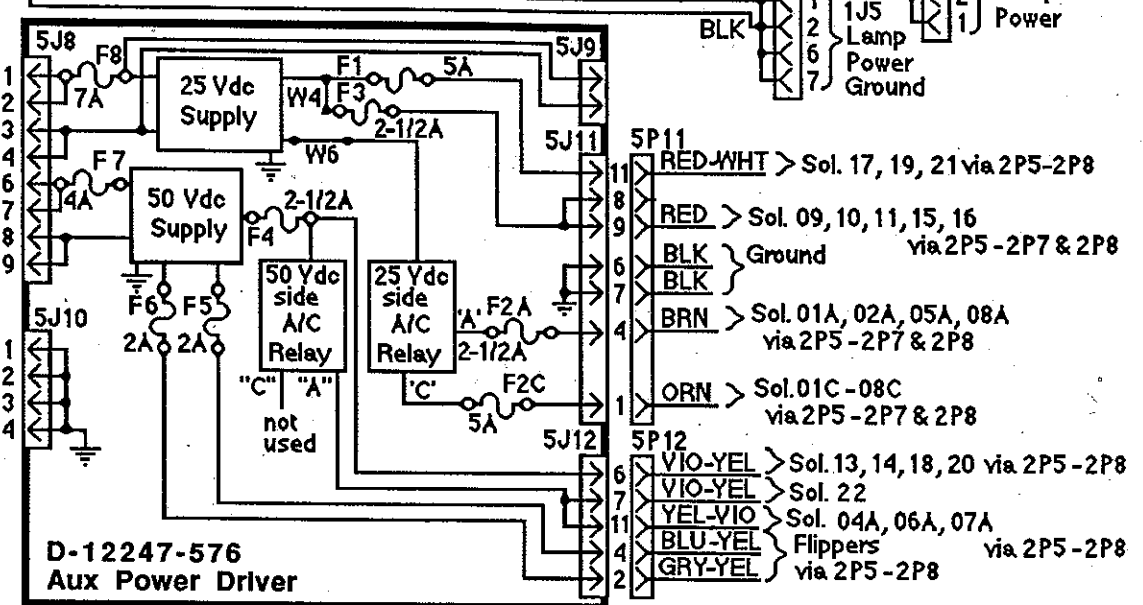 BLK
1
2
6
7
1J5
Lamp
Power
Ground
2
1
Power
5J8
F8
1
2
3
4
6
7
8
9
7A
25 Vdc
Supply
F1
5A
W4
F3
2-1/2A
W6
5J9
F7
4A
50 Vdc
Supply
2-1/2A
F4
5J11
5P11
11
8
9
6
7
4
1
RED-WHT
Sol. 17, 19, 21 via 2P5-2P8
RED
Sol. 09, 10, 11, 15, 16
via 2P5 - 2P7 & 2P8
BLK
BLK
Ground
BRN
Sol. 01A, 02A, 05A, 08A
via 2P5 - 2P7 & 2P8
ORN
Sol. 01C - 08C
via 2P5 - 2P7 & 2P8
F6
F5
2A
2A
50 Vdc
side
A/C
Relay
"C"
"A"
not
used
25 Vdc
side
A/C
Relay
'A'
F2A
2-1/2A
'C'
F2C
5A
5J10
1
2
3
4
5J12
5P12
6
7
11
4
2
VIO-YEL
Sol. 13, 14, 18, 20 via 2P5 - 2P8
VIO-YEL
Sol. 22
YEL-VIO
Sol. 04A, 06A, 07A
via 2P5 - 2P8
BLU-YEL
GRY-YEL
Flippers
via 2P5 - 2P8
D-12247-576
Aux Power Driver